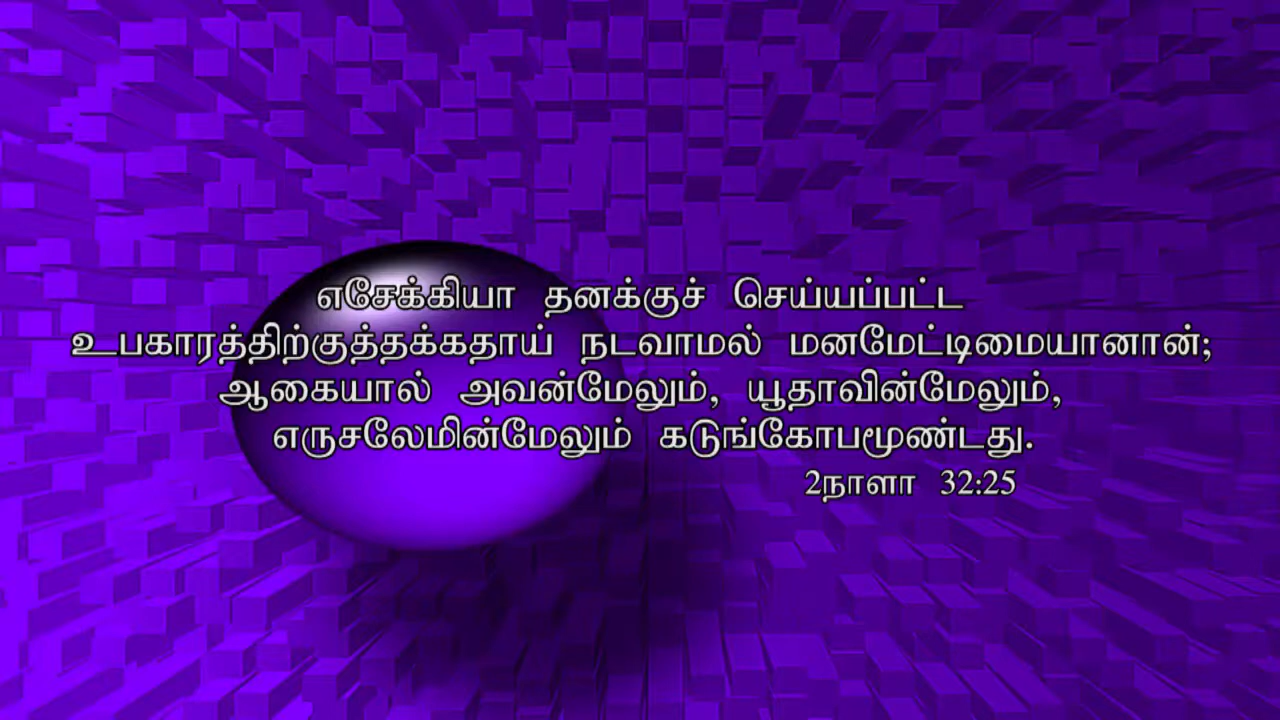 எசேக்கியா தனக்குச் செய்யப்பட்ட
உபகாரத்திற்குத்தக்கதாய் நடவாமல் மனமேட்டிமையானான்;
ஆகையால் அவன்மேலும், யூதாவின்மேலும்,
எருசலேமின்மேலும் கடுங்கோபமூண்டது.
2நாளா 32:25